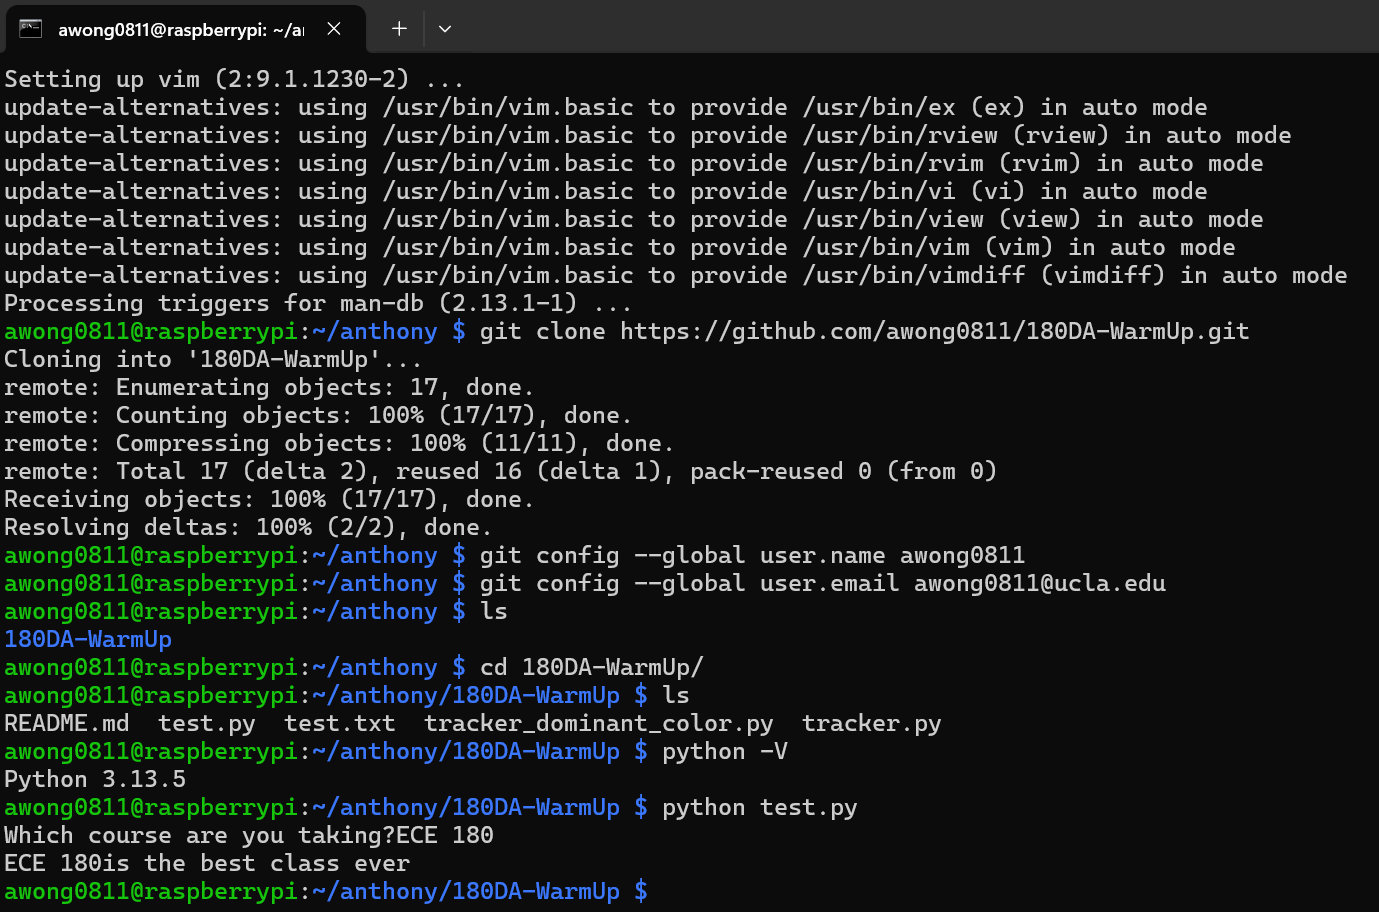 awong0811@raspberrypi: ~/a
Setting up vim (2:9.1.1230-2) ...
update-alternatives: using /usr/bin/vim.basic to provide /usr/bin/ex (ex) in auto mode
update-alternatives: using /usr/bin/vim.basic to provide /usr/bin/rview (rview) in auto mode
update-alternatives: using /usr/bin/vim.basic to provide /usr/bin/rvim (rvim) in auto mode
update-alternatives: using /usr/bin/vim.basic to provide /usr/bin/vi (vi) in auto mode
update-alternatives: using /usr/bin/vim.basic to provide /usr/bin/view (view) in auto mode
update-alternatives: using /usr/bin/vim.basic to provide /usr/bin/vim (vim) in auto mode
update-alternatives: using /usr/bin/vim.basic to provide /usr/bin/vimdiff (vimdiff) in auto mode
Processing triggers for man-db (2.13.1-1) ...
awong0811@raspberrypi:~/anthony $ git clone https://github.com/awong0811/180DA-WarmUp.git
Cloning into '180DA-WarmUp'...
remote: Enumerating objects: 17, done.
remote: Counting objects: 100% (17/17), done.
remote: Compressing objects: 100% (11/11), done.
remote: Total 17 (delta 2), reused 16 (delta 1), pack-reused 0 (from 0)
Receiving objects: 100% (17/17), done.
Resolving deltas: 100% (2/2), done.
awong0811@raspberrypi:~/anthony $ git config --global user.name awong0811
awong0811@raspberrypi:~/anthony $ git config --global user.email awong0811@ucla.edu
awong0811@raspberrypi:~/anthony $ ls
180DA-WarmUp
awong0811@raspberrypi:~/anthony $ cd 180DA-WarmUp/
awong0811@raspberrypi:~/anthony/180DA-WarmUp $ ls
README.md  test.py  test.txt  tracker_dominant_color.py  tracker.py
awong0811@raspberrypi:~/anthony/180DA-WarmUp $ python -V
Python 3.13.5
awong0811@raspberrypi:~/anthony/180DA-WarmUp $ python test.py
Which course are you taking?ECE 180
ECE 180is the best class ever
awong0811@raspberrypi:~/anthony/180DA-WarmUp $